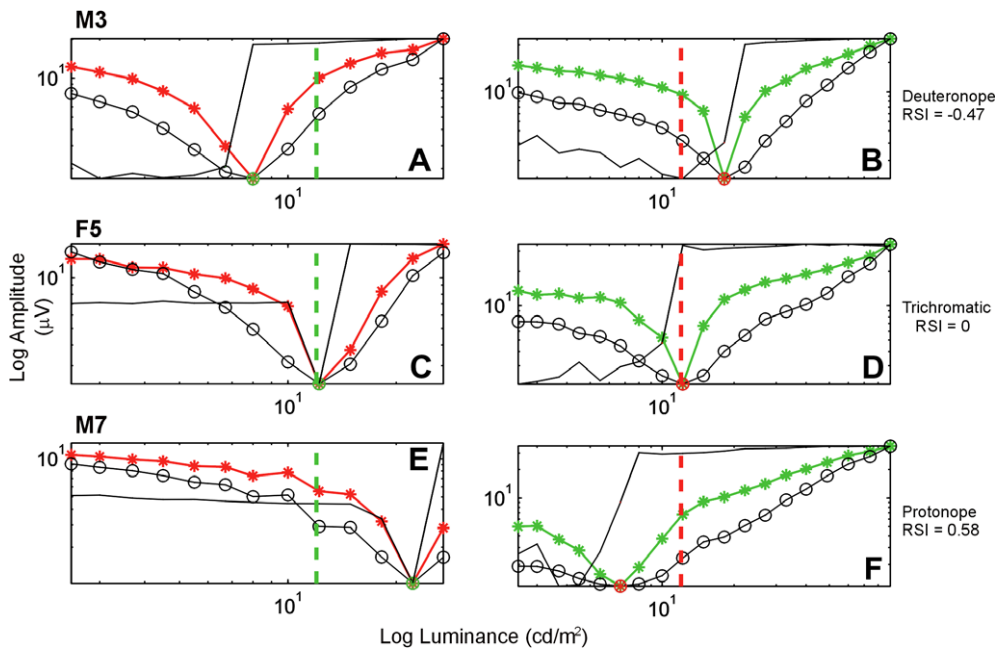 M3
10¹
10¹
A
10¹
B
10¹
Deuteronope
RSI = -0.47
F5
10¹
10¹
C
10¹
D
10¹
Trichromatic
RSI = 0
Log Amplitude
(µV)
M7
10¹
10¹
E
10¹
F
10¹
Protonope
RSI = 0.58
Log Luminance (cd/m²)